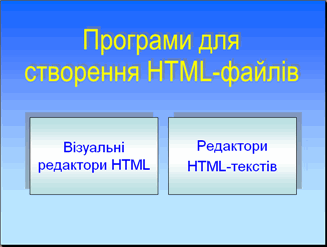 Програми для
створення HTML-файлів
Візуальні
редактори HTML
Редактори
HTML-текстів